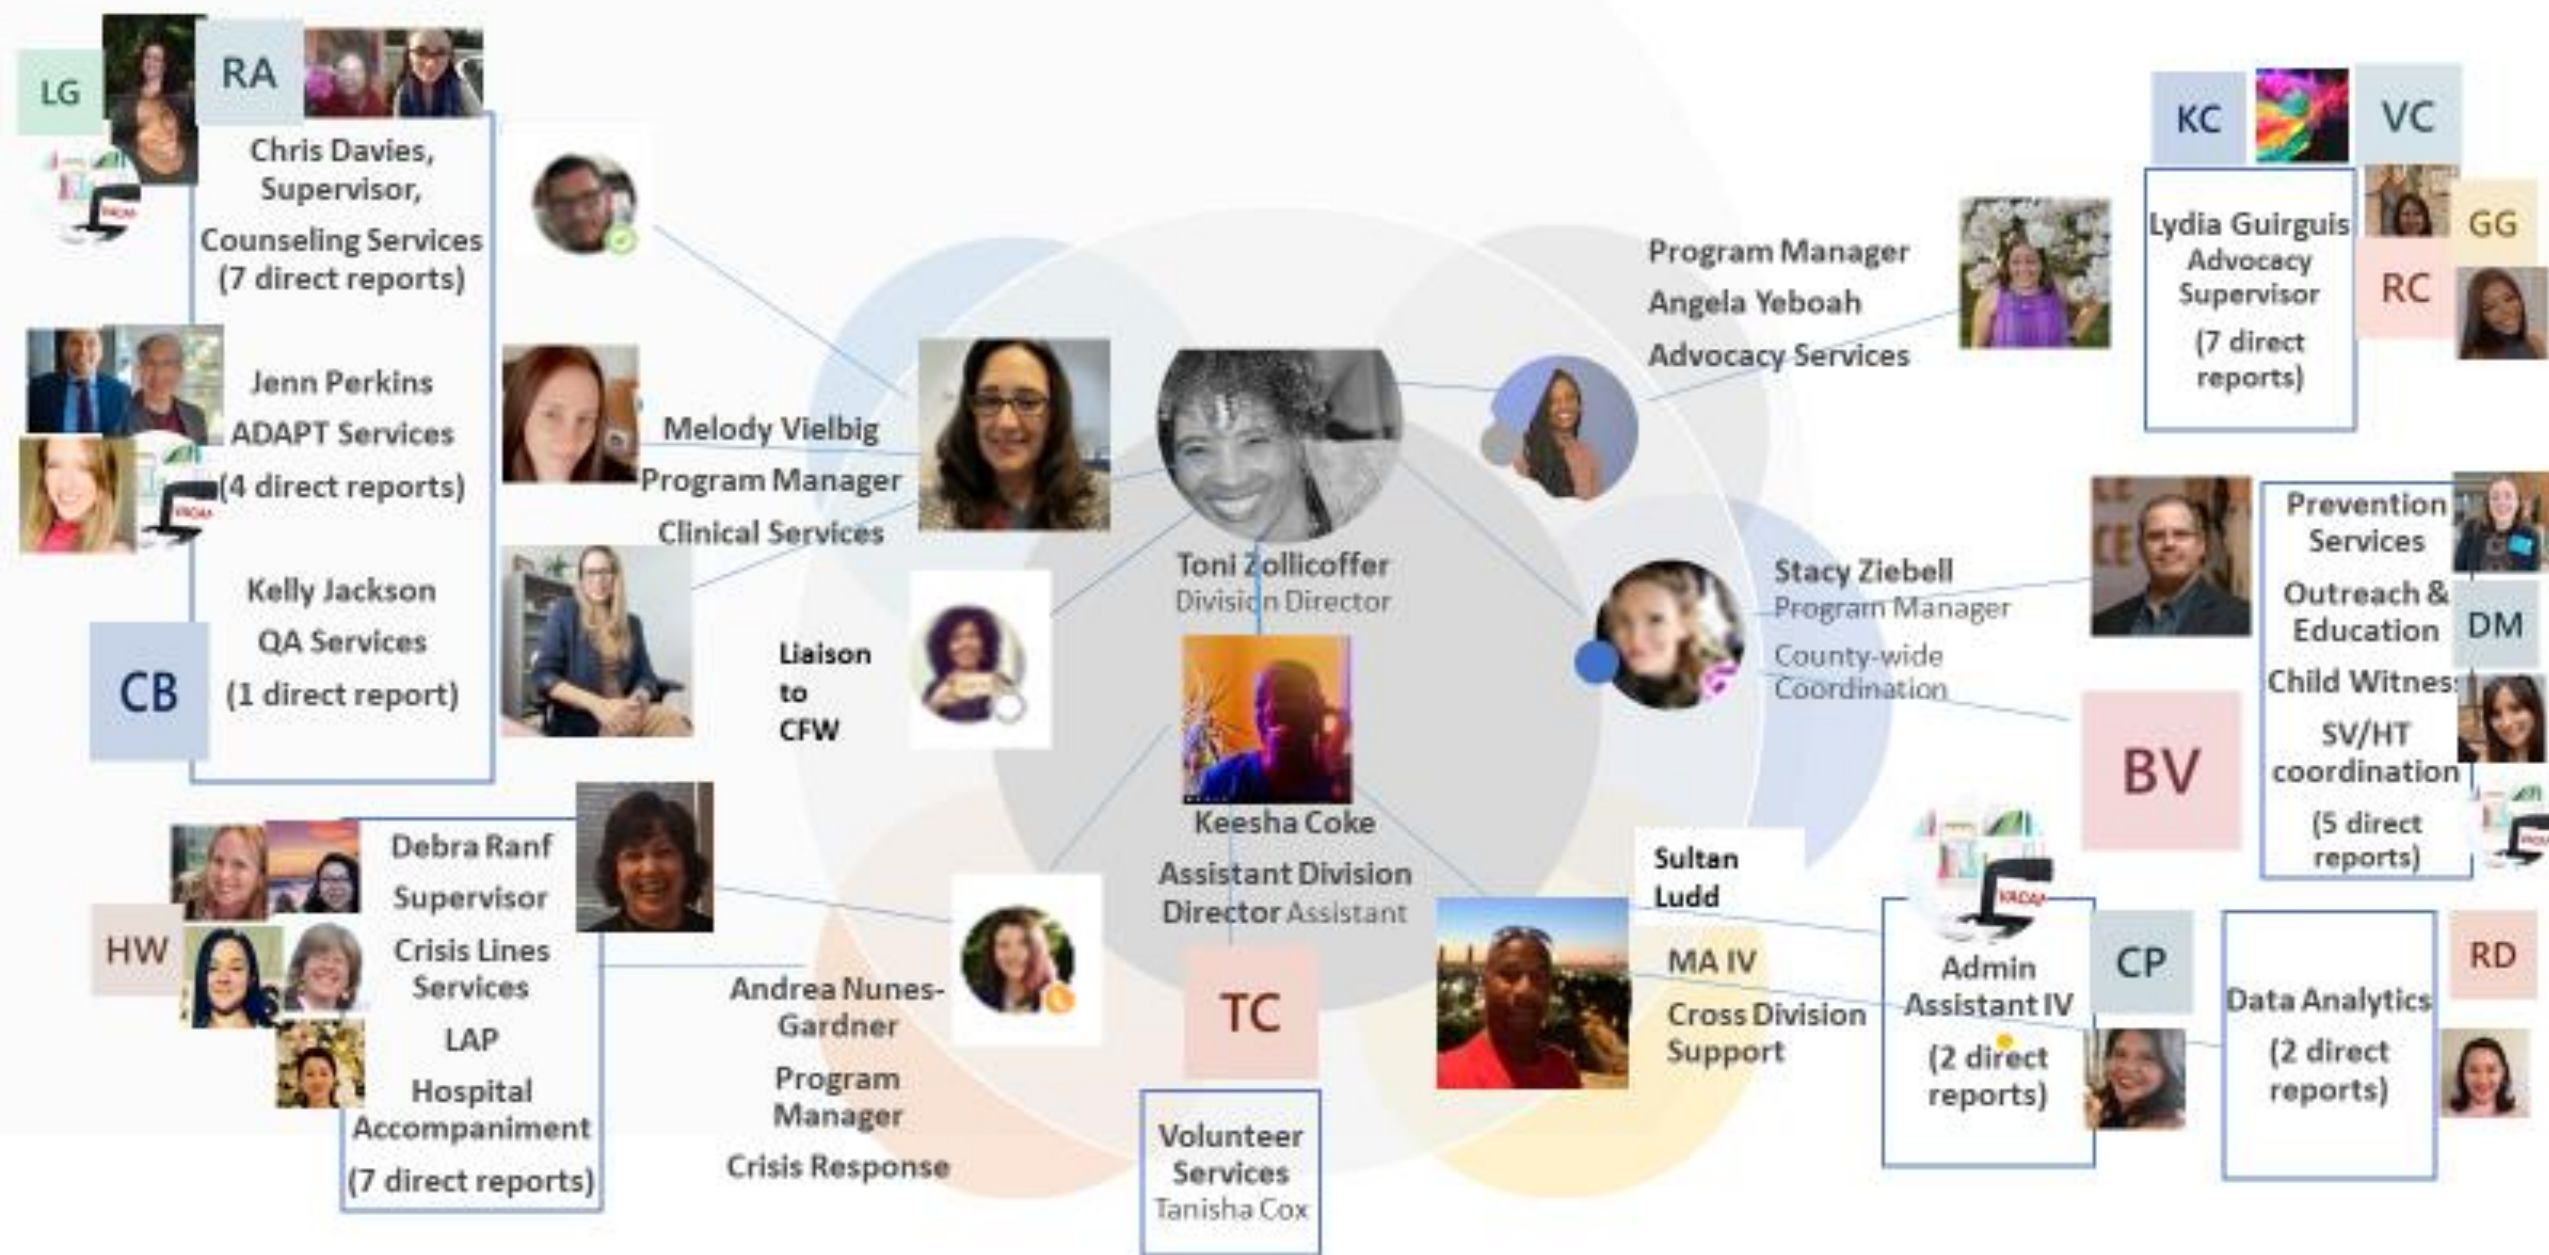 LG
RA
Chris Davies,
Supervisor,
Counseling Services
(7 direct reports)
Jenn Perkins
ADAPT Services
(4 direct reports)
Kelly Jackson
QA Services
(1 direct report)
CB
Melody Vielbig
Program Manager
Clinical Services
Liaison
to
CFW
Toni Zollicoffer
Division Director
Keesha Coke
Assistant Division
Director Assistant
TC
Volunteer
Services
Tanisha Cox
Program Manager
Angela Yeboah
Advocacy Services
KC
VC
Lydia Guirguis
Advocacy
Supervisor
(7 direct
reports)
GG
RC
Stacy Ziebell
Program Manager
County-wide
Coordination
BV
Prevention
Services
Outreach &
Education
Child Witness
SV/HT
coordination
(5 direct
reports)
DM
HW
Debra Ranf
Supervisor
Crisis Lines
Services
LAP
Hospital
Accompaniment
(7 direct reports)
Andrea Nunes-
Gardner
Program
Manager
Crisis Response
Sultan
Ludd
MA IV
Cross Division
Support
Admin
Assistant IV
(2 direct
reports)
CP
Data Analytics
(2 direct
reports)
RD